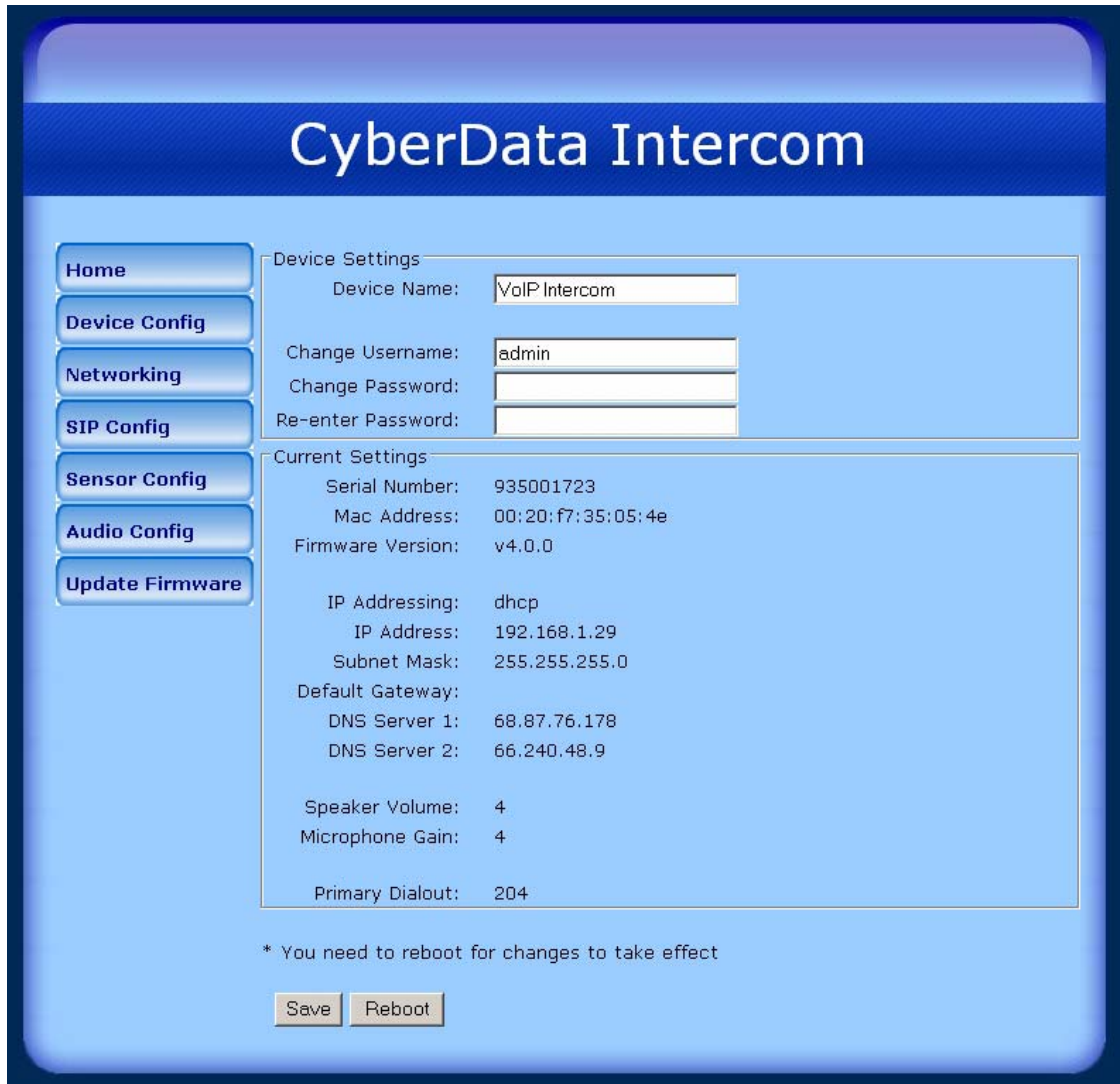 CyberData Intercom
Home
Device Config
Networking
SIP Config
Sensor Config
Audio Config
Update Firmware
Device Settings
Device Name: VoIP Intercom
Change Username: admin
Change Password:
Re-enter Password:
Current Settings
Serial Number: 935001723
Mac Address: 00:20:f7:35:05:4e
Firmware Version: v4.0.0
IP Addressing: dhcp
IP Address: 192.168.1.29
Subnet Mask: 255.255.255.0
Default Gateway:
DNS Server 1: 68.87.76.178
DNS Server 2: 66.240.48.9
Speaker Volume: 4
Microphone Gain: 4
Primary Dialout: 204
* You need to reboot for changes to take effect
Save Reboot